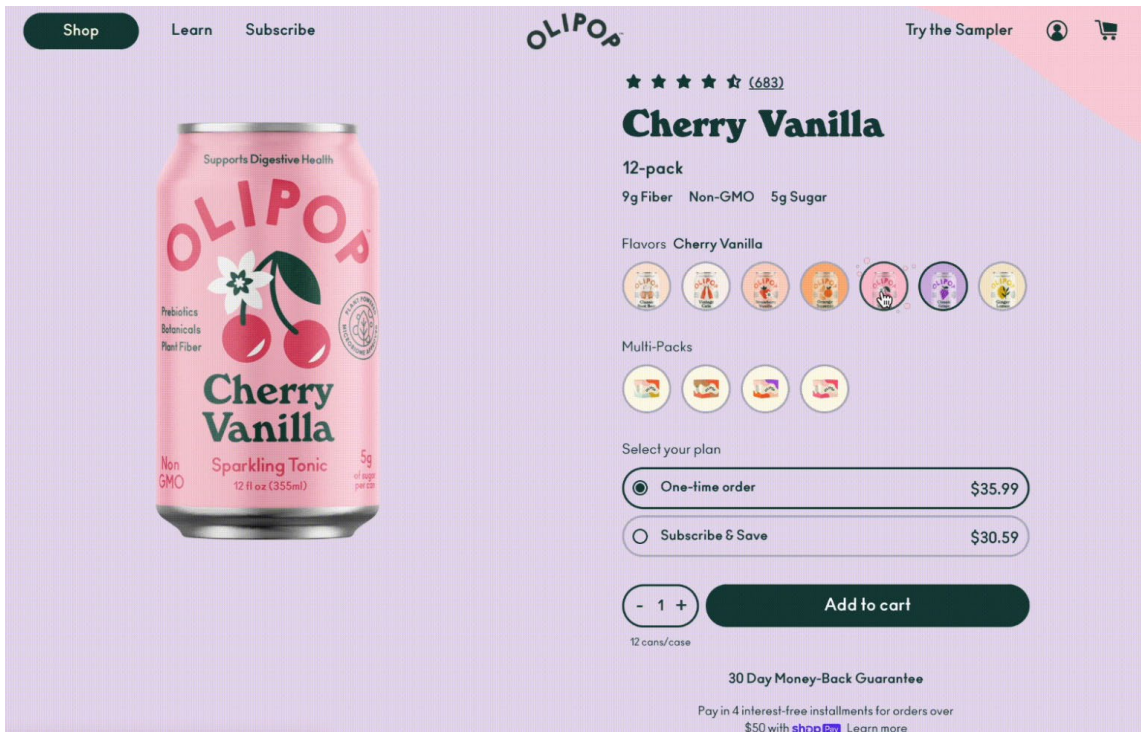 Shop
Learn
Subscribe
OLIPOP
Try the Sampler
(683)
Cherry Vanilla
12-pack
9g Fiber Non-GMO 5g Sugar
Flavors Cherry Vanilla
Multi-Packs
Select your plan
One-time order $35.99
Subscribe & Save $30.59
- 1 +
Add to cart
12 cans/case
30 Day Money-Back Guarantee
Pay in 4 interest-free installments for orders over
$50 with shop Pay Learn more
Supports Digestive Health
OLIPOP
Prebiotics
Botanicals
Plant Fiber
Cherry
Vanilla
Sparkling Tonic
12 fl oz (355ml)
Non
GMO
5g
of sugar
per can